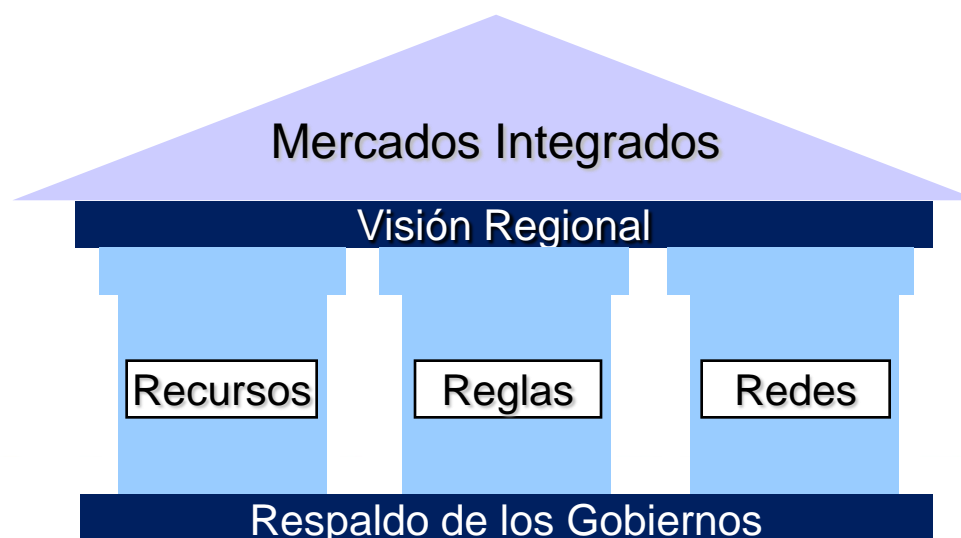 Mercados Integrados
Visión Regional
Recursos
Reglas
Redes
Respaldo de los Gobiernos